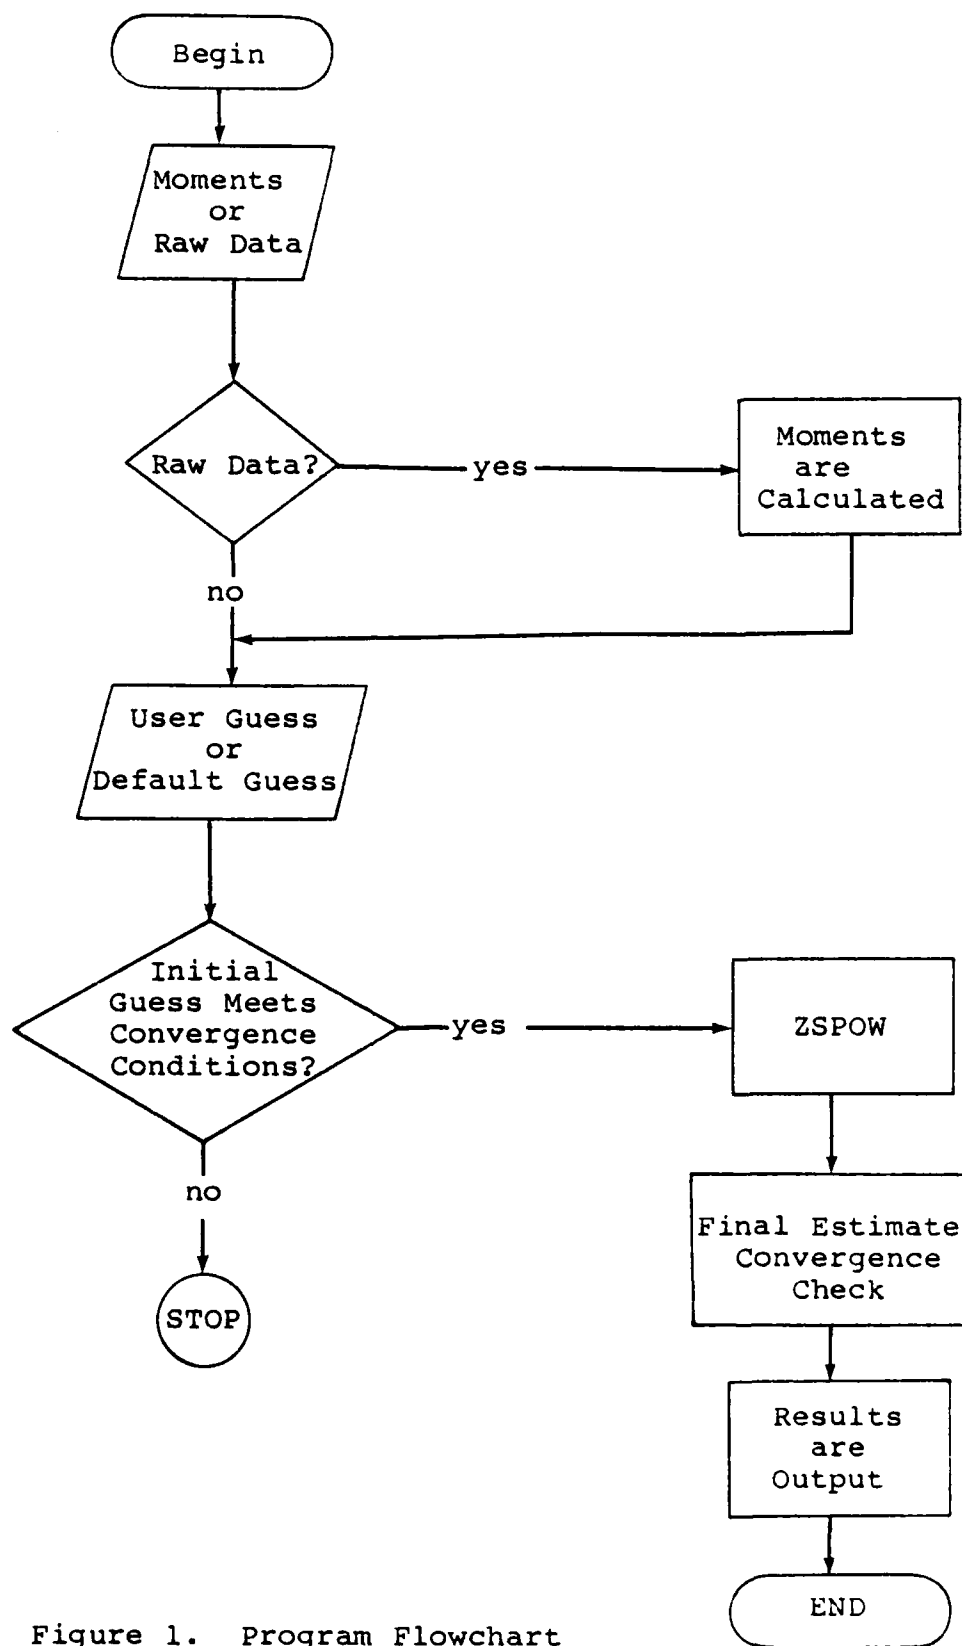 Begin
Moments
or
Raw Data
Raw Data?
yes
Moments
are
Calculated
no
User Guess
or
Default Guess
Initial
Guess Meets
Convergence
Conditions?
yes
ZSPOW
no
STOP
Final Estimate
Convergence
Check
Results
are
Output
END
Figure 1. Program Flowchart